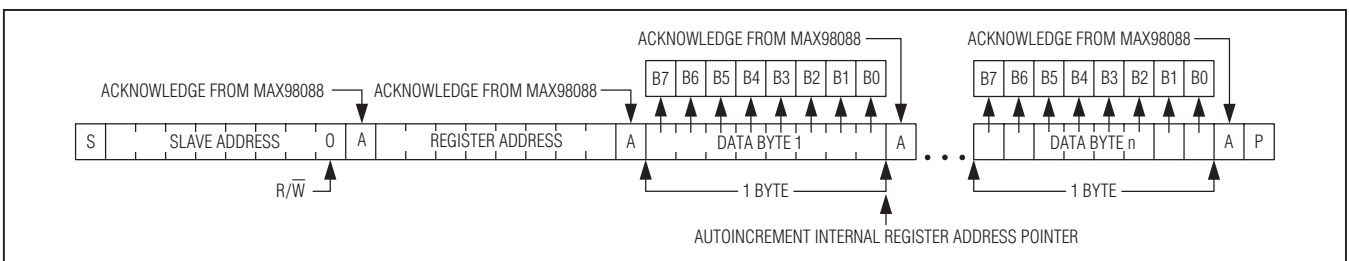 ACKNOWLEDGE FROM MAX98088 ACKNOWLEDGE FROM MAX98088
B7 B6 B5 B4 B3 B2 B1 B0 B7 B6 B5 B4 B3 B2 B1 B0
ACKNOWLEDGE FROM MAX98088 ACKNOWLEDGE FROM MAX98088
S SLAVE ADDRESS 0 A REGISTER ADDRESS A DATA BYTE 1 A DATA BYTE n A P
R/W̅ 1 BYTE 1 BYTE
AUTOINCREMENT INTERNAL REGISTER ADDRESS POINTER